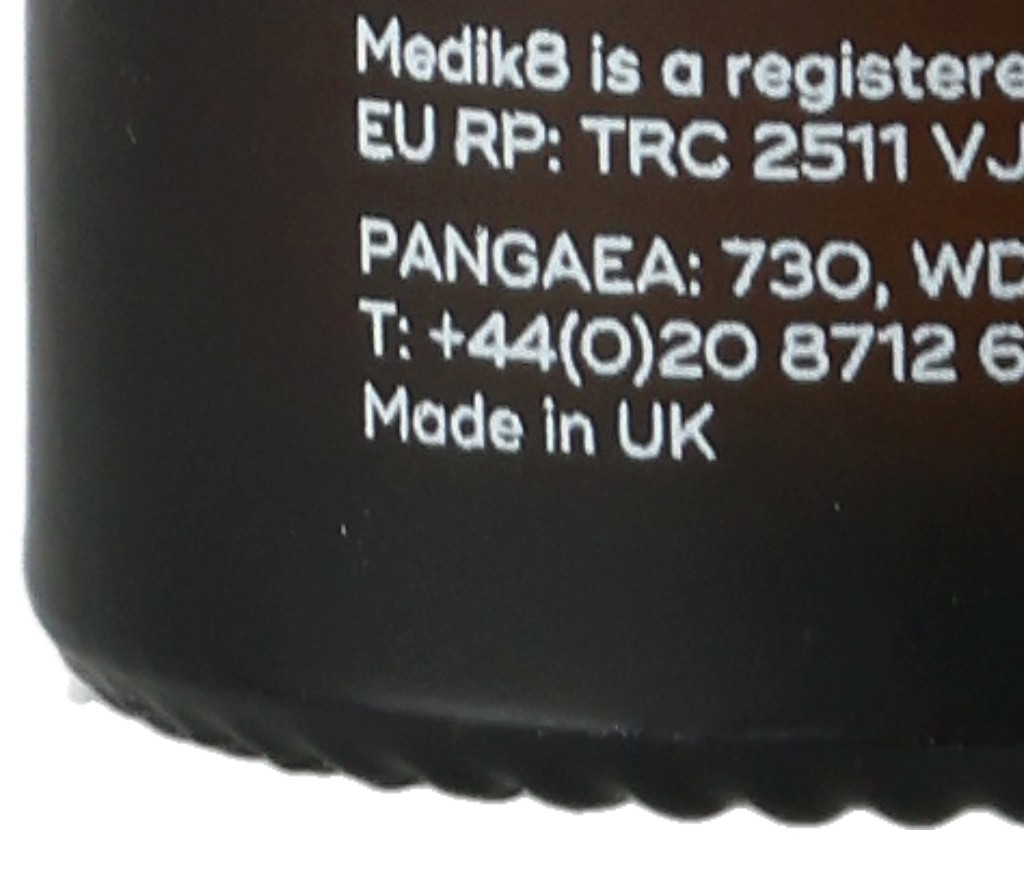 Medik8 is a registere
EU RP: TRC 2511 VJ
PANGAEA: 730, WD
T: +44(0)20 8712 6
Made in UK